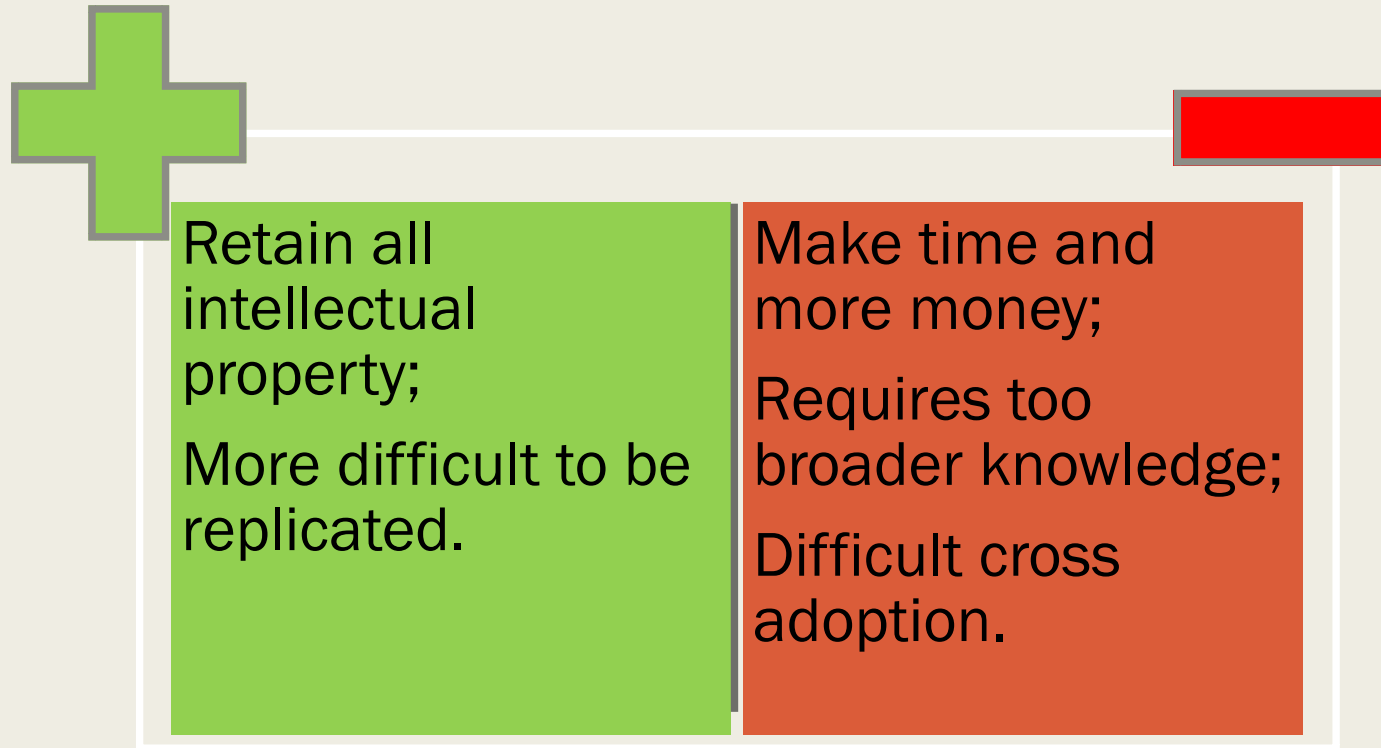 Retain all
intellectual
property;
More difficult to be
replicated.
Make time and
more money;
Requires too
broader knowledge;
Difficult cross
adoption.